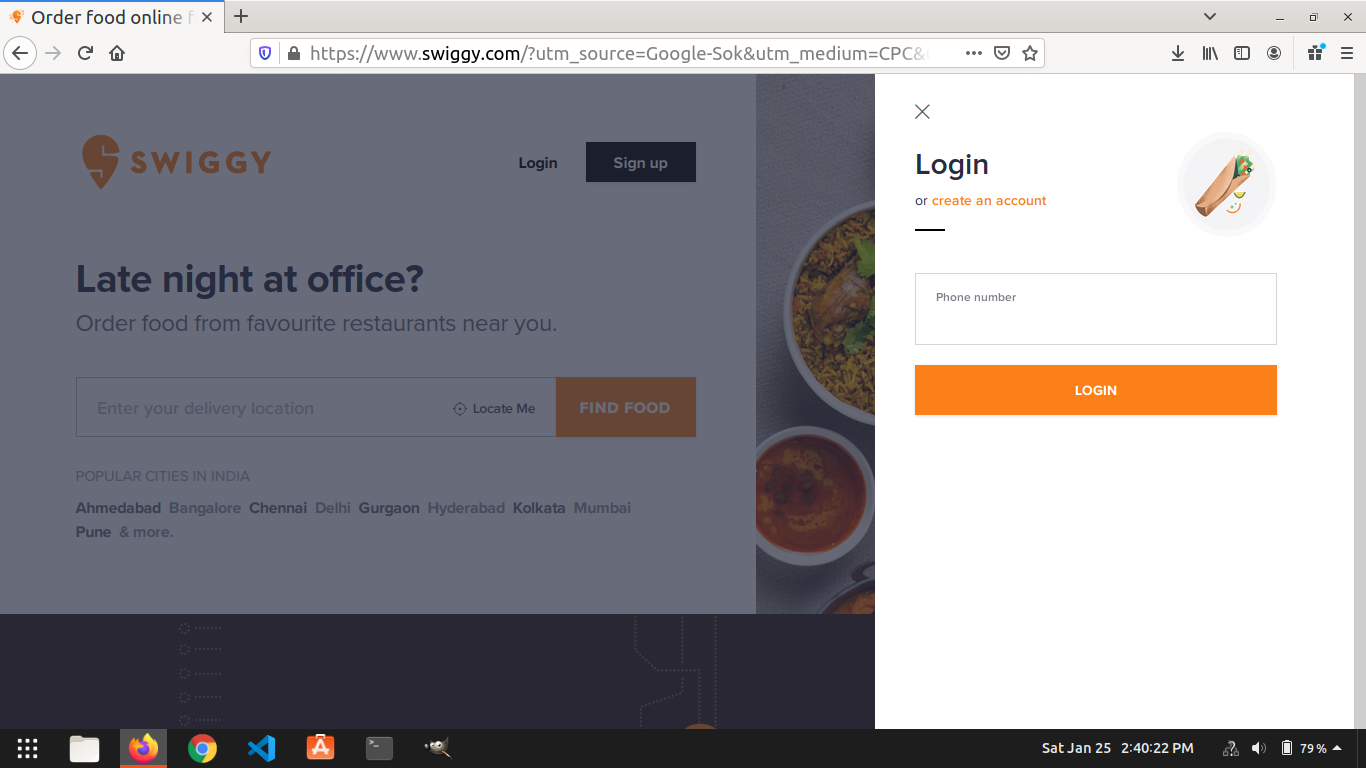 Order food online f
https://www.swiggy.com/?utm_source=Google-Sok&utm_medium=CPC&
SWIGGY
Login
Sign up
Late night at office?
Order food from favourite restaurants near you.
Enter your delivery location
Locate Me
FIND FOOD
POPULAR CITIES IN INDIA
Ahmedabad Bangalore Chennai Delhi Gurgaon Hyderabad Kolkata Mumbai
Pune & more.
Login
or create an account
Phone number
LOGIN
Sat Jan 25 2:40:22 PM
79 %